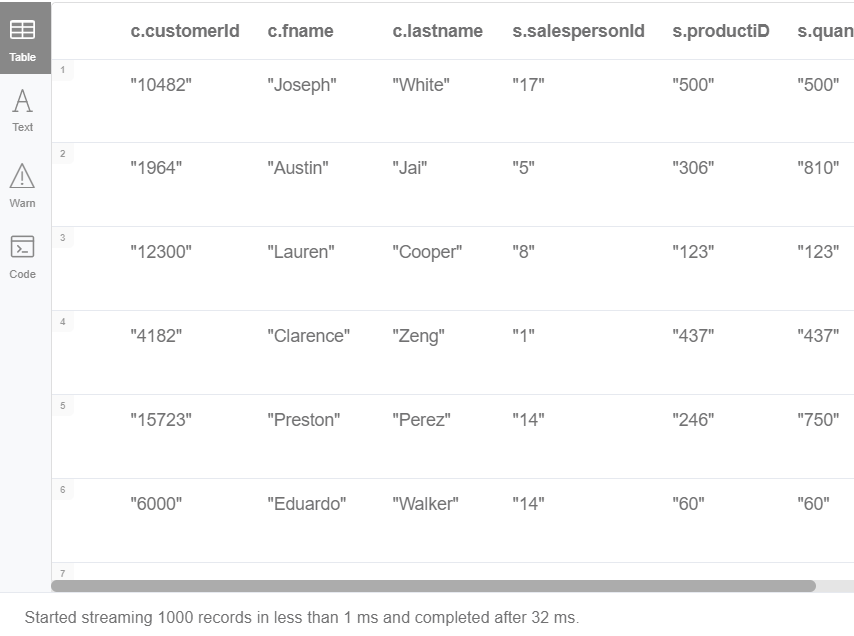 c.customerId c.fname c.lastname s.salespersonId s.productiD s.quan
Table
1 "10482" "Joseph" "White" "17" "500" "500"
Text
2 "1964" "Austin" "Jai" "5" "306" "810"
Warn
3 "12300" "Lauren" "Cooper" "8" "123" "123"
Code
4 "4182" "Clarence" "Zeng" "1" "437" "437"
5 "15723" "Preston" "Perez" "14" "246" "750"
6 "6000" "Eduardo" "Walker" "14" "60" "60"
7
Started streaming 1000 records in less than 1 ms and completed after 32 ms.